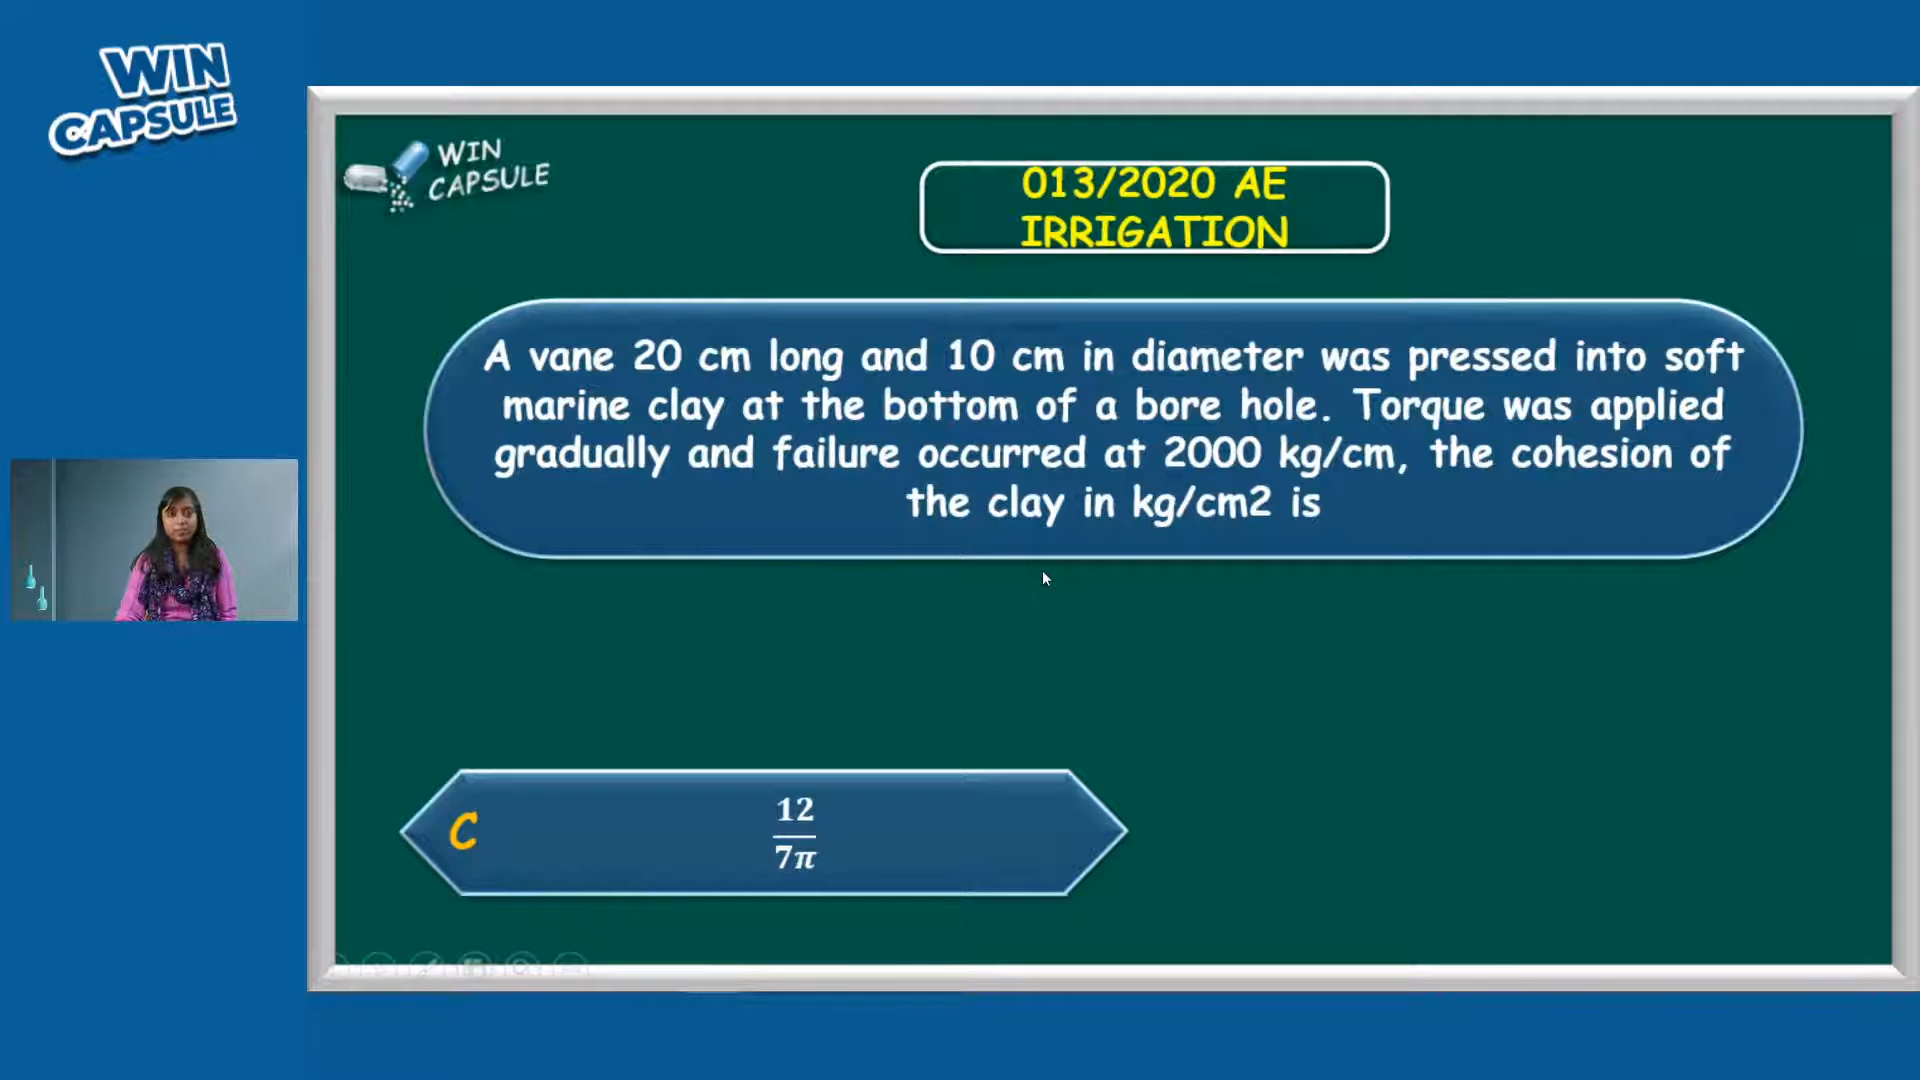 WIN
CAPSULE
WIN
CAPSULE
013/2020 AE
IRRIGATION
A vane 20 cm long and 10 cm in diameter was pressed into soft
marine clay at the bottom of a bore hole. Torque was applied
gradually and failure occurred at 2000 kg/cm, the cohesion of
the clay in kg/cm2 is
C
12
7π